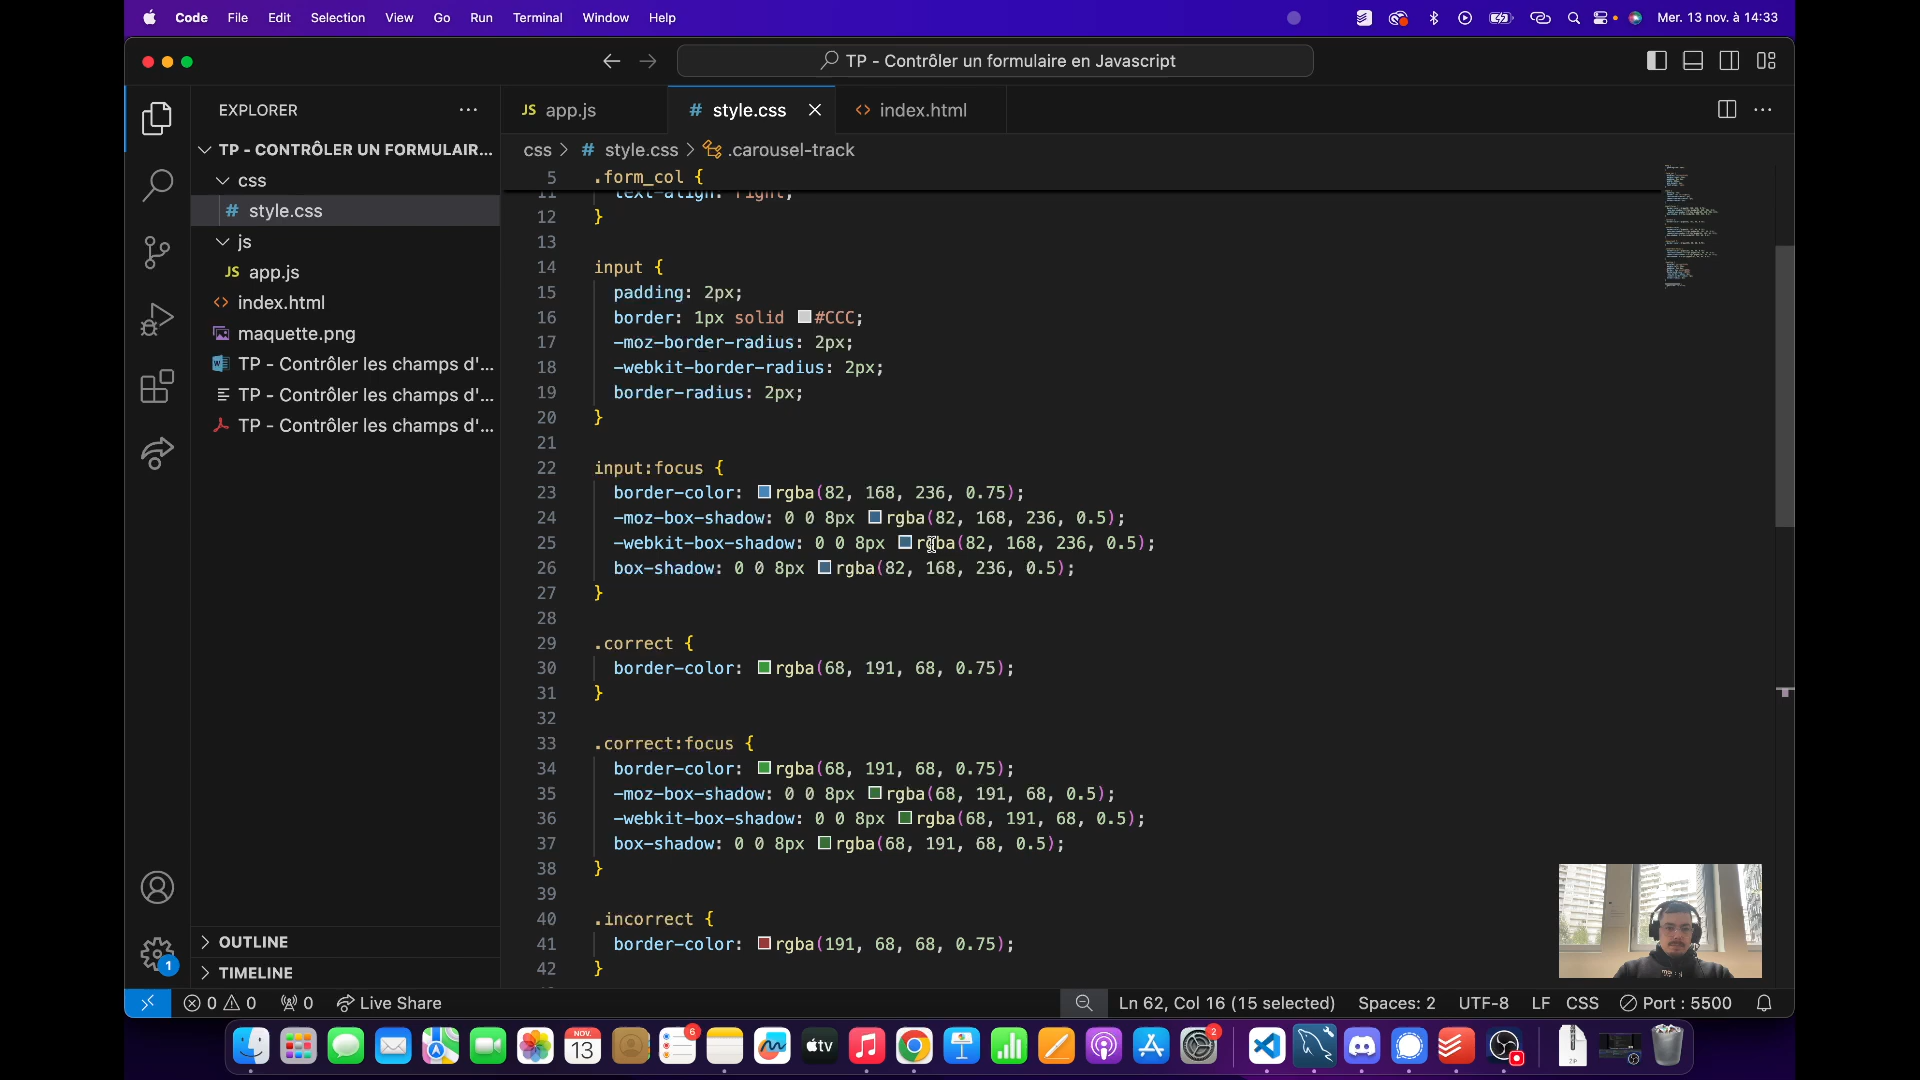 Code File Edit Selection View Go Run Terminal Window Help Mer. 13 nov. à 14:33
TP - Contrôler un formulaire en Javascript
EXPLORER
TP - CONTRÔLER UN FORMULAIR...
css
# style.css
js
JS app.js
<> index.html
maquette.png
TP - Contrôler les champs d'...
TP - Contrôler les champs d'...
TP - Contrôler les champs d'...
OUTLINE
TIMELINE
1
JS app.js # style.css <> index.html
css > # style.css > .carousel-track
5 .form_col {
11 text-align: right;
12 }
13
14 input {
15 padding: 2px;
16 border: 1px solid #CCC;
17 -moz-border-radius: 2px;
18 -webkit-border-radius: 2px;
19 border-radius: 2px;
20 }
21
22 input:focus {
23 border-color: rgba(82, 168, 236, 0.75);
24 -moz-box-shadow: 0 0 8px rgba(82, 168, 236, 0.5);
25 -webkit-box-shadow: 0 0 8px rgba(82, 168, 236, 0.5);
26 box-shadow: 0 0 8px rgba(82, 168, 236, 0.5);
27 }
28
29 .correct {
30 border-color: rgba(68, 191, 68, 0.75);
31 }
32
33 .correct:focus {
34 border-color: rgba(68, 191, 68, 0.75);
35 -moz-box-shadow: 0 0 8px rgba(68, 191, 68, 0.5);
36 -webkit-box-shadow: 0 0 8px rgba(68, 191, 68, 0.5);
37 box-shadow: 0 0 8px rgba(68, 191, 68, 0.5);
38 }
39
40 .incorrect {
41 border-color: rgba(191, 68, 68, 0.75);
42 }
0 0 0 Live Share Ln 62, Col 16 (15 selected) Spaces: 2 UTF-8 LF CSS Port : 5500
NOV. 13 6 tv 2 ZIP